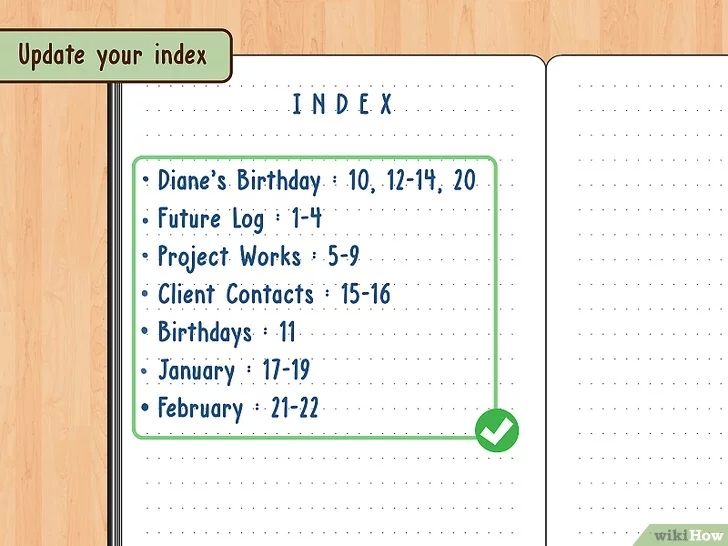 Update your index
INDEX
• Diane's Birthday : 10, 12-14, 20
• Future Log : 1-4
• Project Works : 5-9
• Client Contacts : 15-16
• Birthdays : 11
• January : 17-19
• February : 21-22
wikiHow